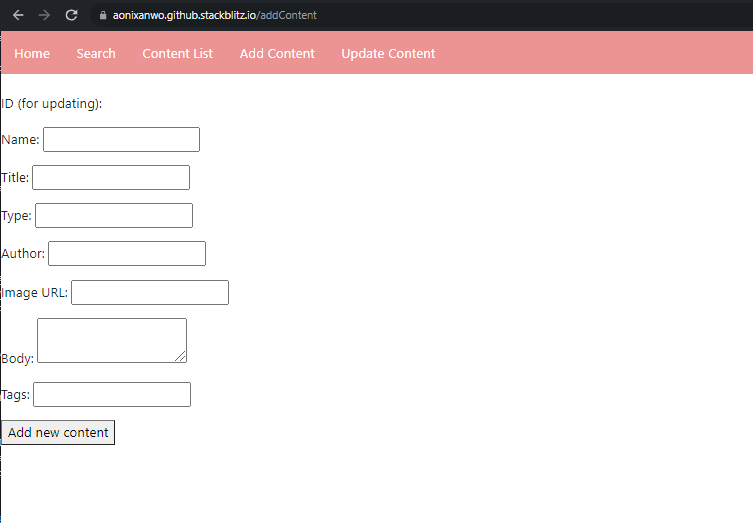 aonixanwo.github.stackblitz.io/addContent
Home Search Content List Add Content Update Content
ID (for updating):
Name:
Title:
Type:
Author:
Image URL:
Body:
Tags:
Add new content